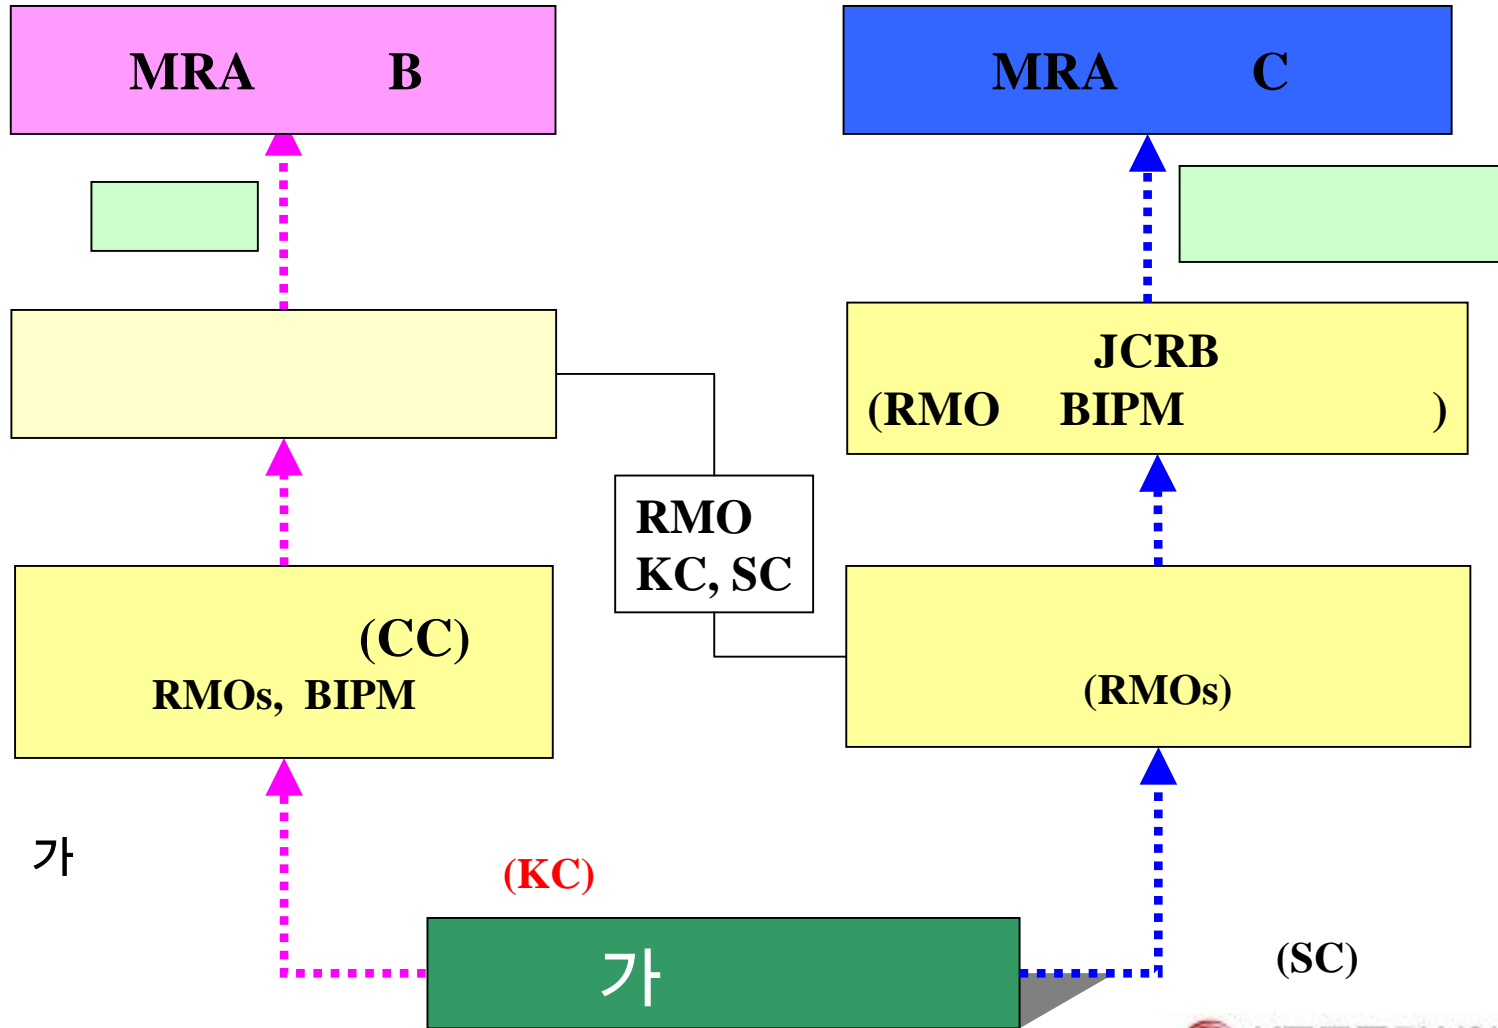 MRA B
MRA C
JCRB
(RMO BIPM )
RMO
KC, SC
(CC)
RMOs, BIPM
(RMOs)
가
(KC)
가
(SC)